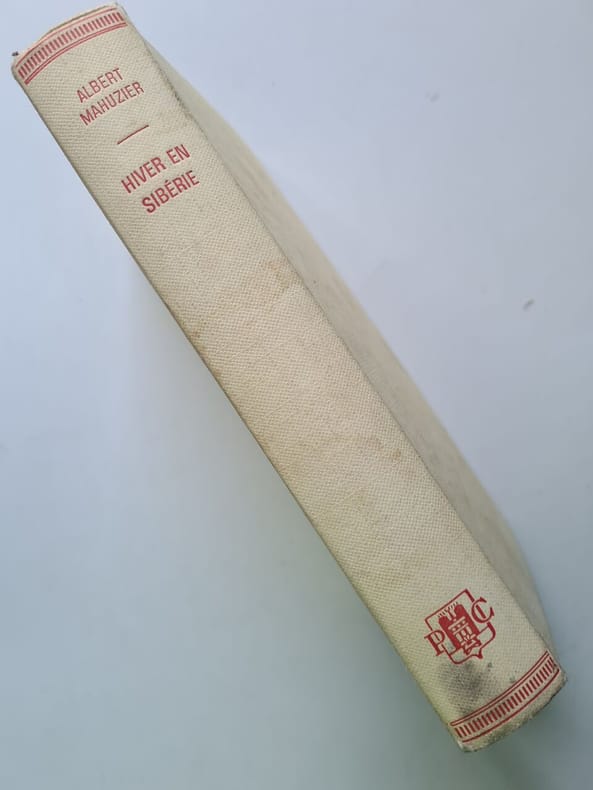 ALBERT
MAHUZIER
HIVER EN
SIBÉRIE
P C